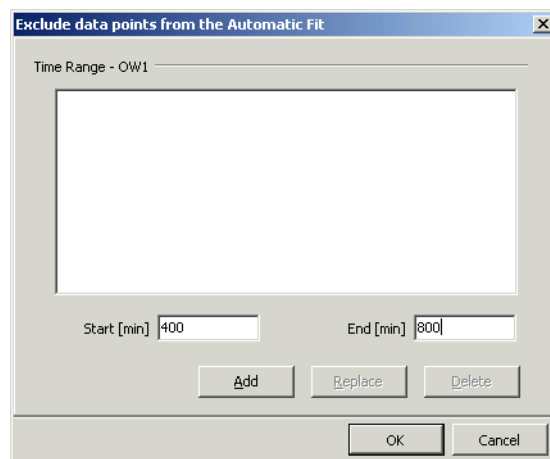 Exclude data points from the Automatic Fit
Time Range - OW1
Start [min] 400 End [min] 800
Add Replace Delete
OK Cancel